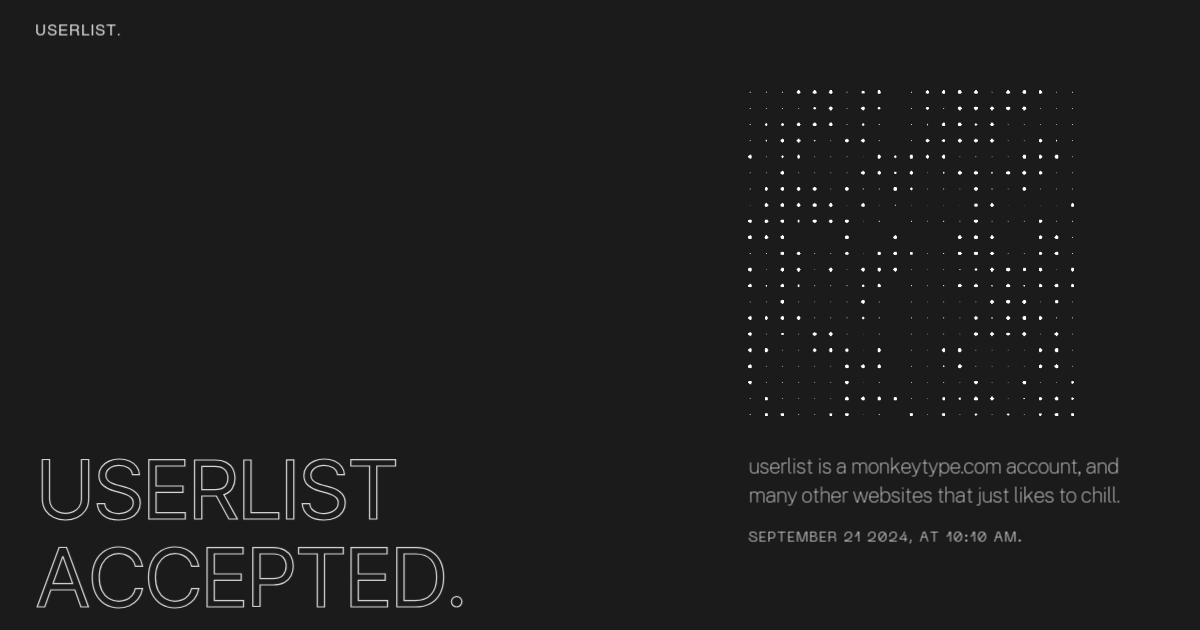 USERLIST.
USERLIST
ACCEPTED.
userlist is a monkeytype.com account, and
many other websites that just likes to chill.
SEPTEMBER 21 2024, AT 10:10 AM.